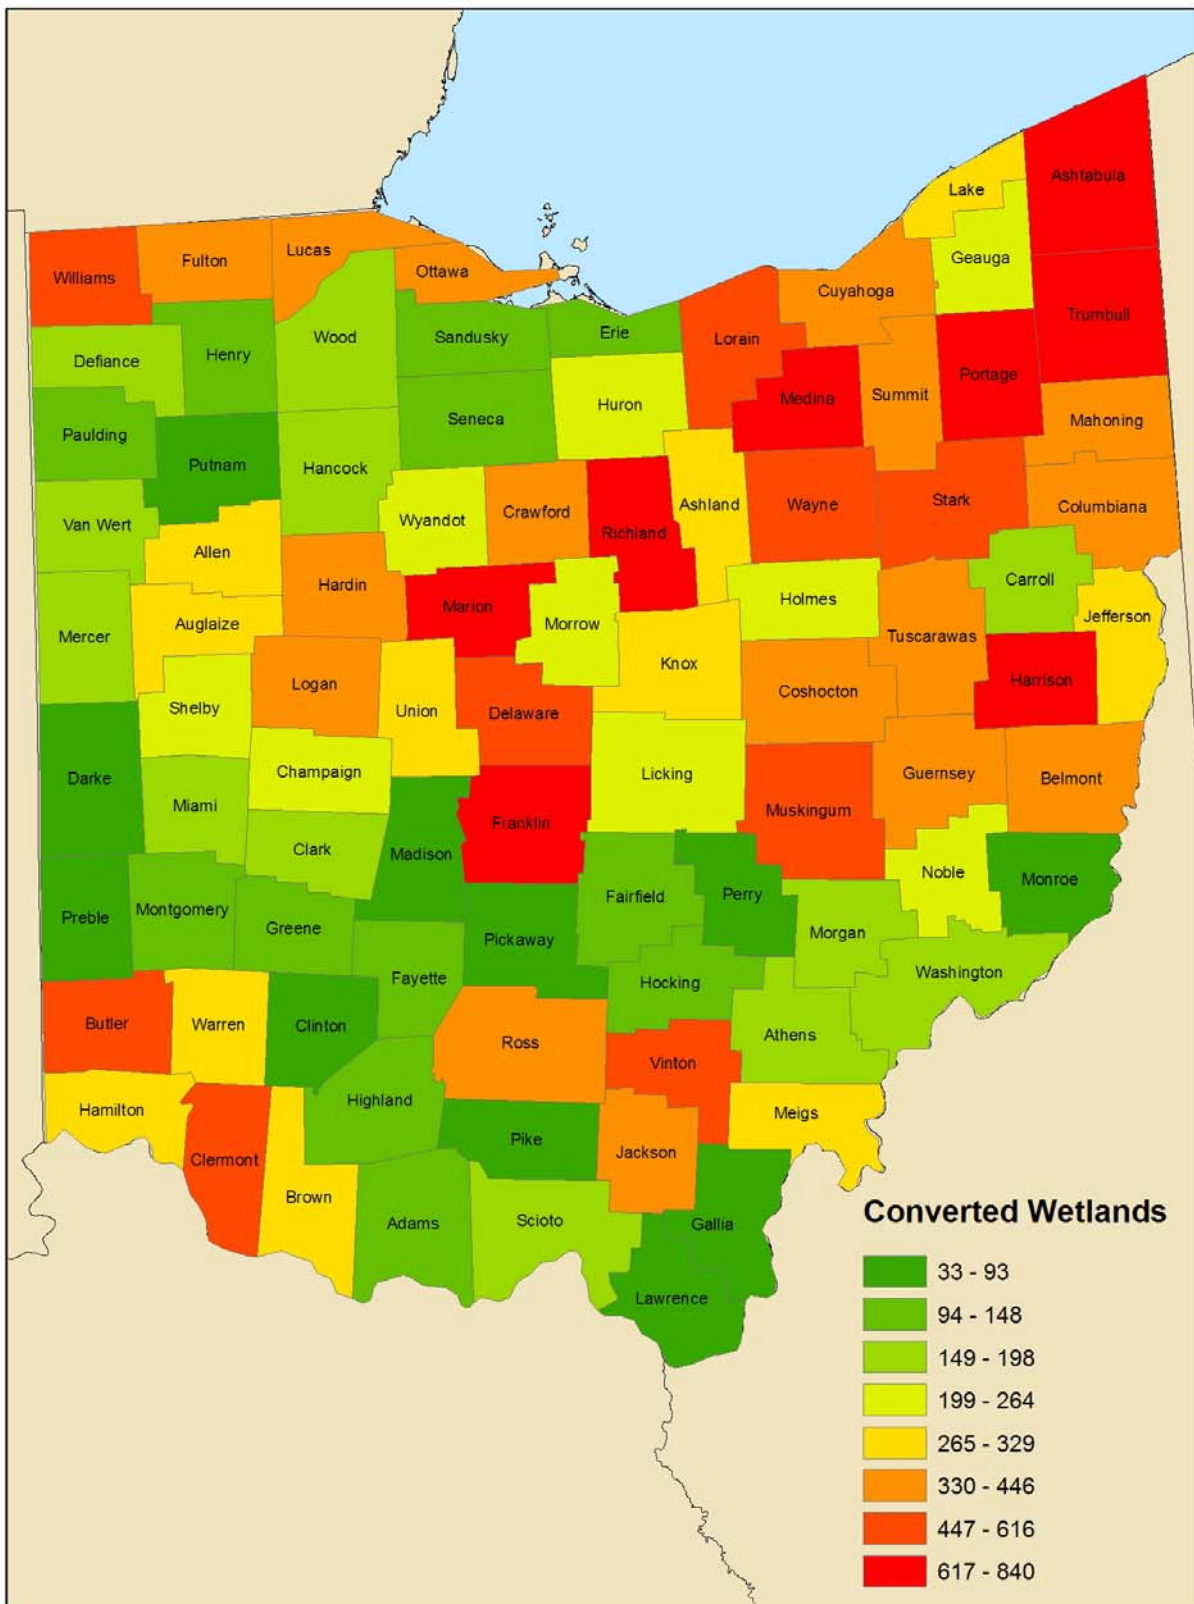 Ashtabula
Lake
Geauga
Williams
Fulton
Lucas
Ottawa
Cuyahoga
Trumbull
Defiance
Henry
Wood
Sandusky
Erie
Lorain
Medina
Summit
Portage
Mahoning
Paulding
Putnam
Hancock
Seneca
Huron
Van Wert
Allen
Wyandot
Crawford
Richland
Ashland
Wayne
Stark
Columbiana
Mercer
Auglaize
Hardin
Marion
Morrow
Holmes
Carroll
Jefferson
Tuscarawas
Knox
Coshocton
Harrison
Shelby
Logan
Union
Delaware
Darke
Miami
Champaign
Licking
Muskingum
Guernsey
Belmont
Clark
Madison
Franklin
Fairfield
Perry
Noble
Monroe
Preble
Montgomery
Greene
Pickaway
Morgan
Washington
Fayette
Hocking
Athens
Butler
Warren
Clinton
Ross
Vinton
Hamilton
Highland
Pike
Jackson
Meigs
Clermont
Brown
Adams
Scioto
Gallia
Lawrence
Converted Wetlands
33 - 93
94 - 148
149 - 198
199 - 264
265 - 329
330 - 446
447 - 616
617 - 840